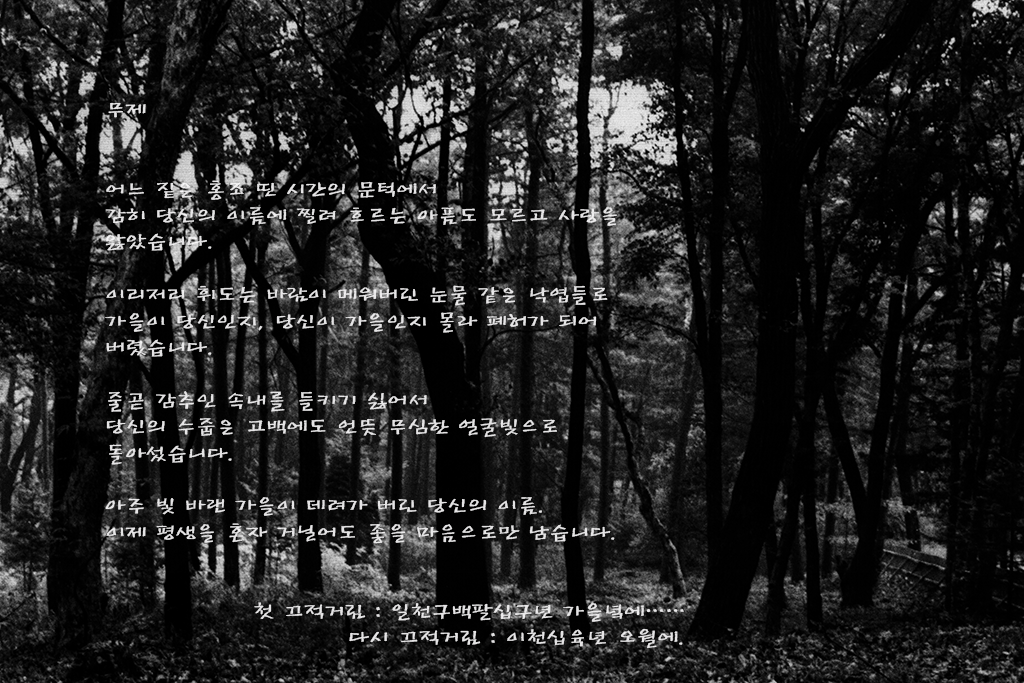 무제
어느 짙은 홍조 띤 시간의 문턱에서
감히 당신의 이름에 찔려 흐르는 아픔도 모르고 사랑을
앓았습니다.
이리저리 휘도는 바람이 메워버린 눈물 같은 낙엽들로
가을이 당신인지, 당신이 가을인지 몰라 폐허가 되어
버렸습니다.
줄곧 감추인 속내를 들키기 싫어서
당신의 수줍은 고백에도 언뜻 무심한 얼굴빛으로
돌아섰습니다.
아주 빛 바랜 가을이 데려가 버린 당신의 이름.
이제 평생을 혼자 거닐어도 좋을 마음으로만 남습니다.
첫 끄적거림 : 일천구백팔십구년 가을녘에……
다시 끄적거림 : 이천십육년 오월에.